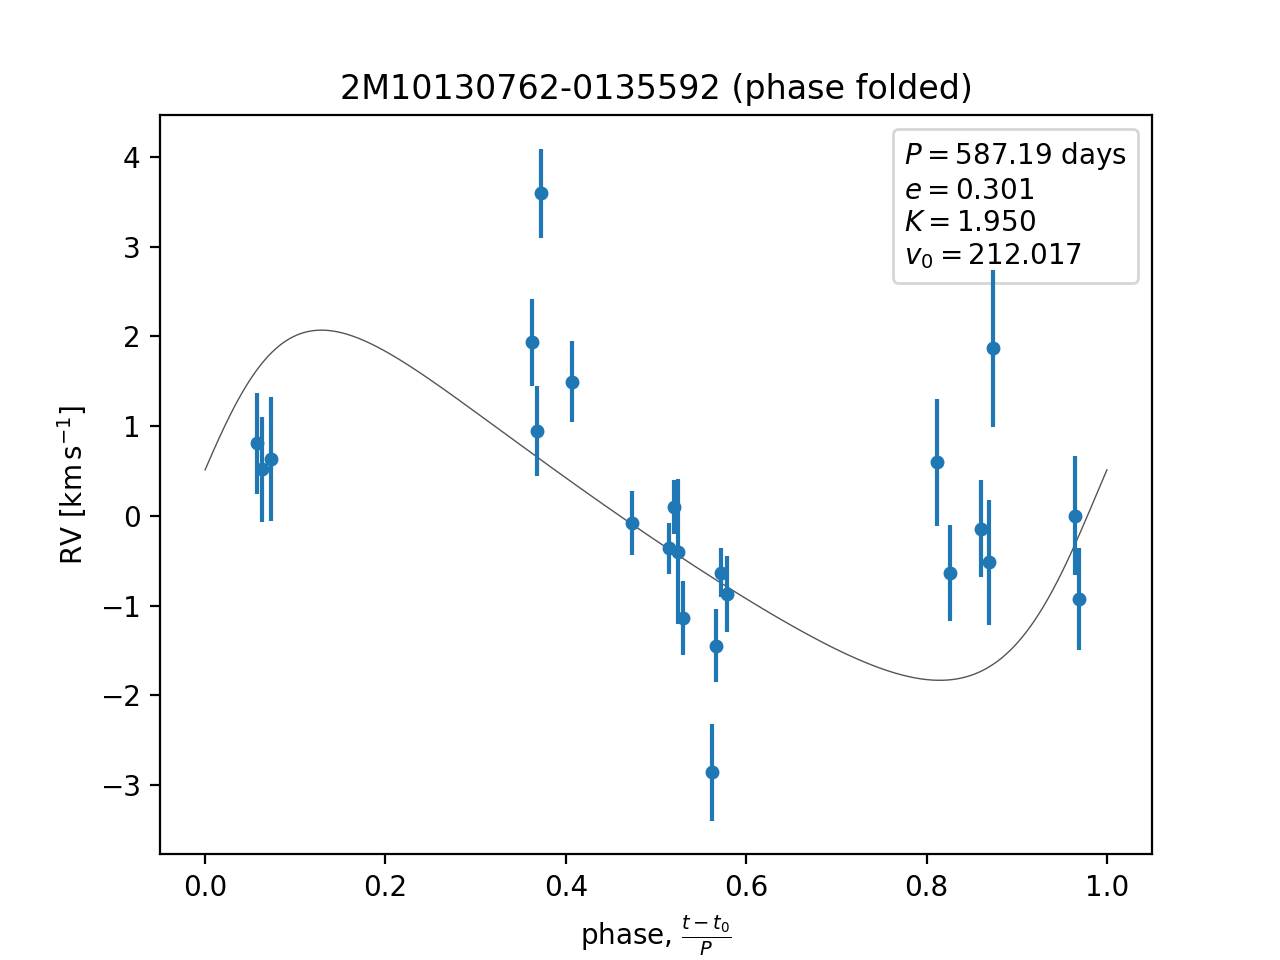 2M10130762-0135592 (phase folded)
P = 587.19 days
e = 0.301
K = 1.950
v₀ = 212.017
4
3
2
1
0
−1
−2
−3
RV [km s⁻¹]
0.0 0.2 0.4 0.6 0.8 1.0
phase, (t − t₀)/P